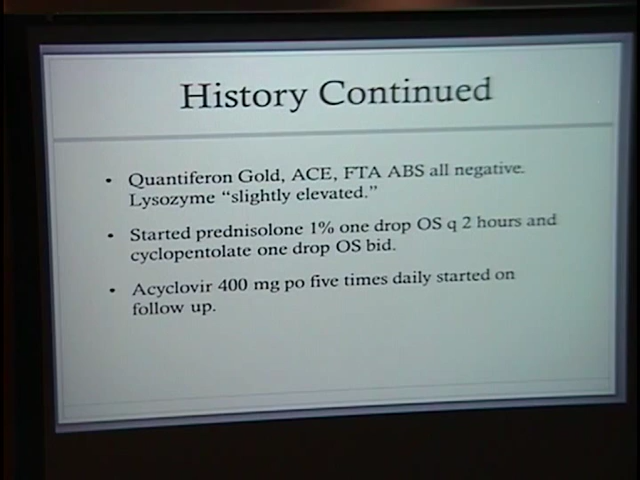 History Continued
• Quantiferon Gold, ACE, FTA ABS all negative.
Lysozyme “slightly elevated.”
• Started prednisolone 1% one drop OS q 2 hours and
cyclopentolate one drop OS bid.
• Acyclovir 400 mg po five times daily started on
follow up.